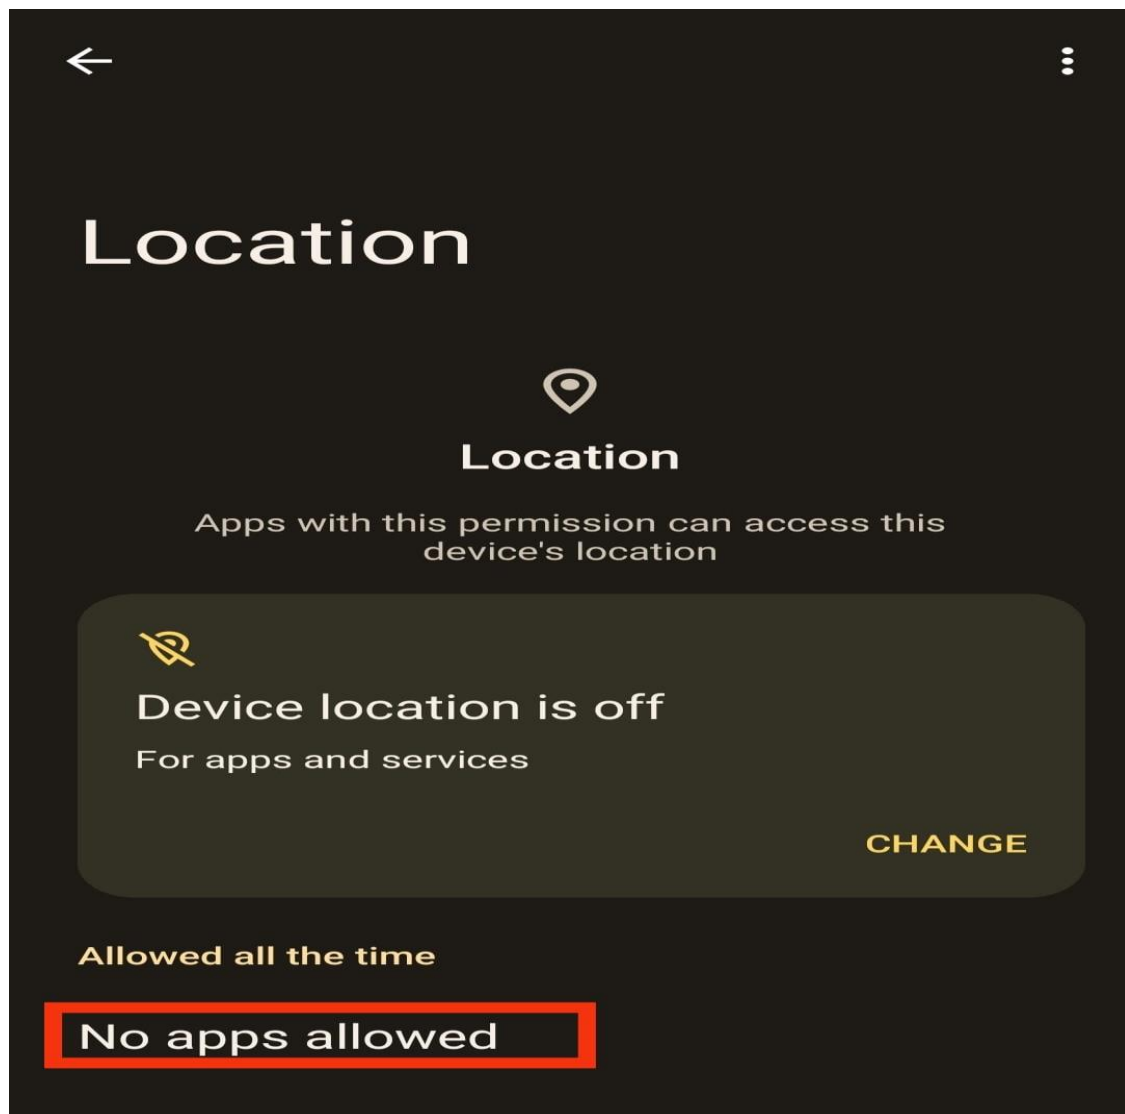 Location
Location
Apps with this permission can access this
device's location
Device location is off
For apps and services
CHANGE
Allowed all the time
No apps allowed